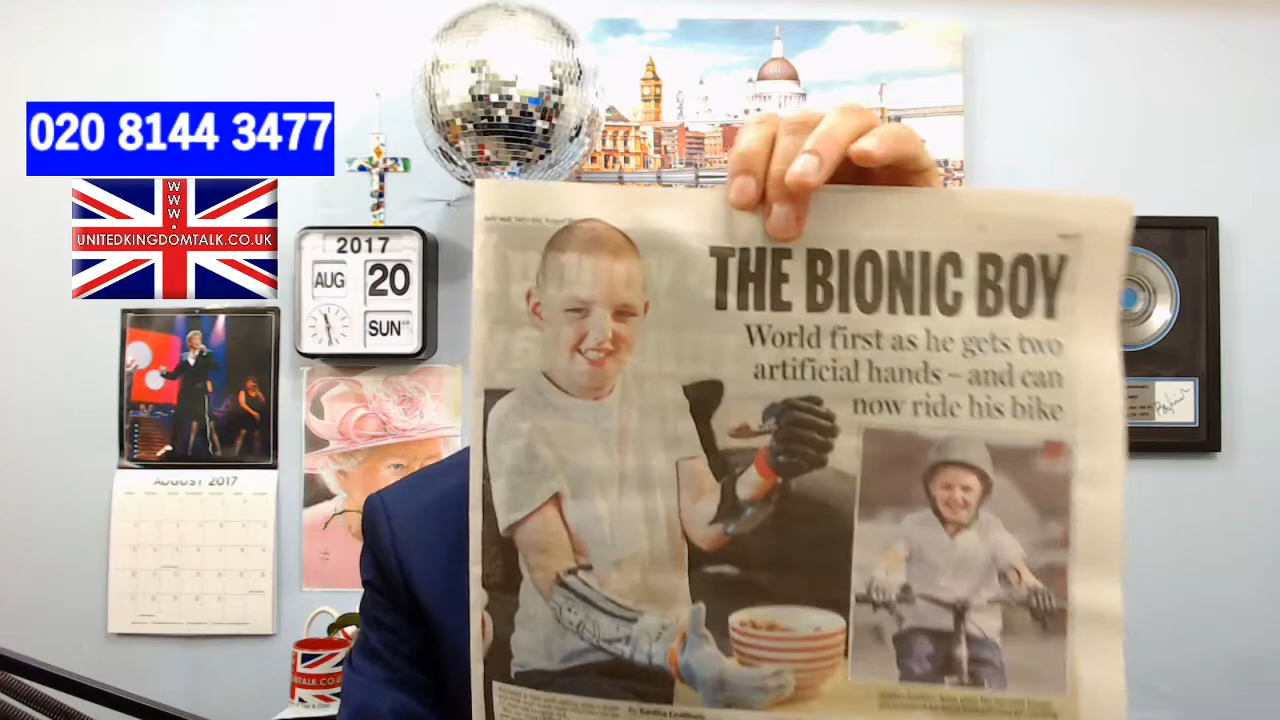 020 8144 3477
WWW.
UNITEDKINGDOMTALK.CO.UK
2017
AUG 20
SUN
AUGUST 2017
THE BIONIC BOY
World first as he gets two
artificial hands – and can
now ride his bike